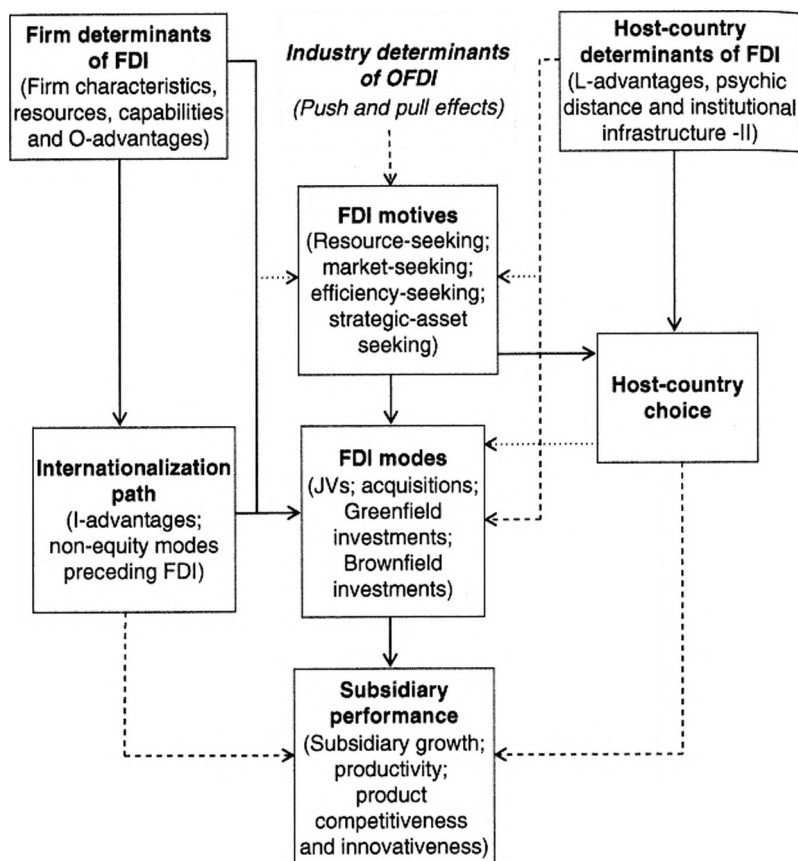 Firm determinants
of FDI
(Firm characteristics,
resources, capabilities
and O-advantages)
Industry determinants
of OFDI
(Push and pull effects)
Host-country
determinants of FDI
(L-advantages, psychic
distance and institutional
infrastructure -II)
FDI motives
(Resource-seeking;
market-seeking;
efficiency-seeking;
strategic-asset
seeking)
Host-country
choice
Internationalization
path
(I-advantages;
non-equity modes
preceding FDI)
FDI modes
(JVs; acquisitions;
Greenfield
investments;
Brownfield
investments)
Subsidiary
performance
(Subsidiary growth;
productivity;
product
competitiveness
and innovativeness)